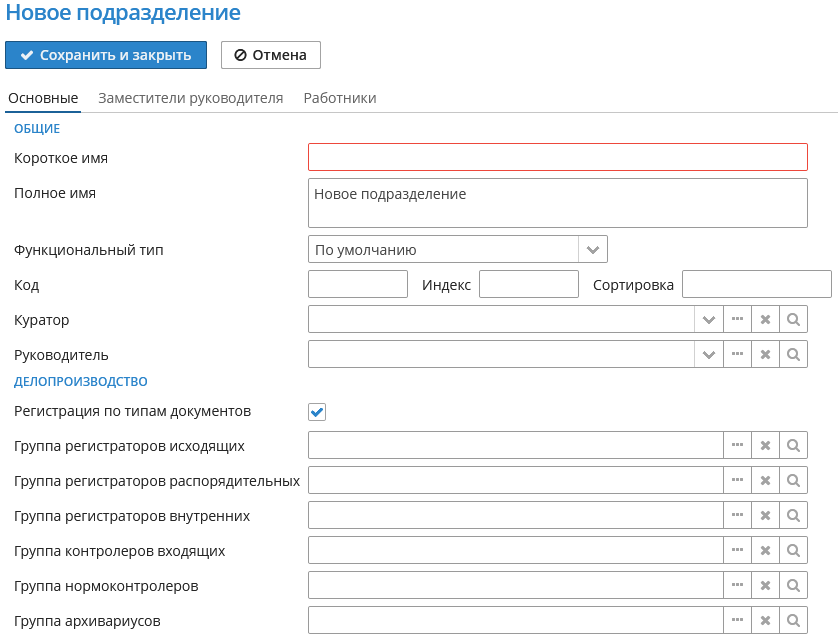 Новое подразделение
Сохранить и закрыть Отмена
Основные Заместители руководителя Работники
ОБЩИЕ
Короткое имя
Полное имя Новое подразделение
Функциональный тип По умолчанию
Код Индекс Сортировка
Куратор
Руководитель
ДЕЛОПРОИЗВОДСТВО
Регистрация по типам документов
Группа регистраторов исходящих
Группа регистраторов распорядительных
Группа регистраторов внутренних
Группа контролеров входящих
Группа нормоконтролеров
Группа архивариусов